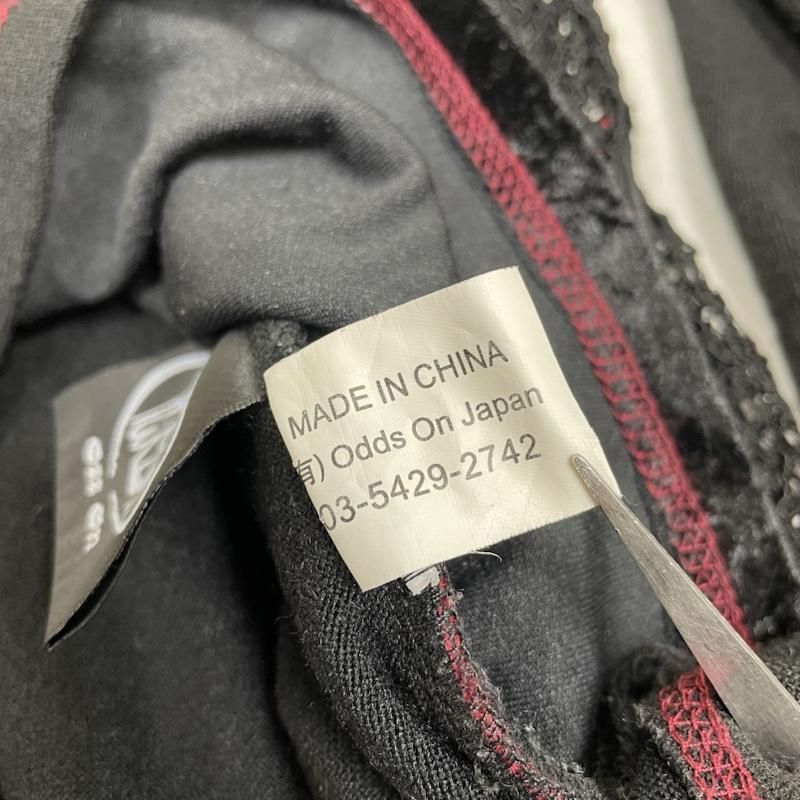 MADE IN CHINA
有) Odds On Japan
03-5429-2742